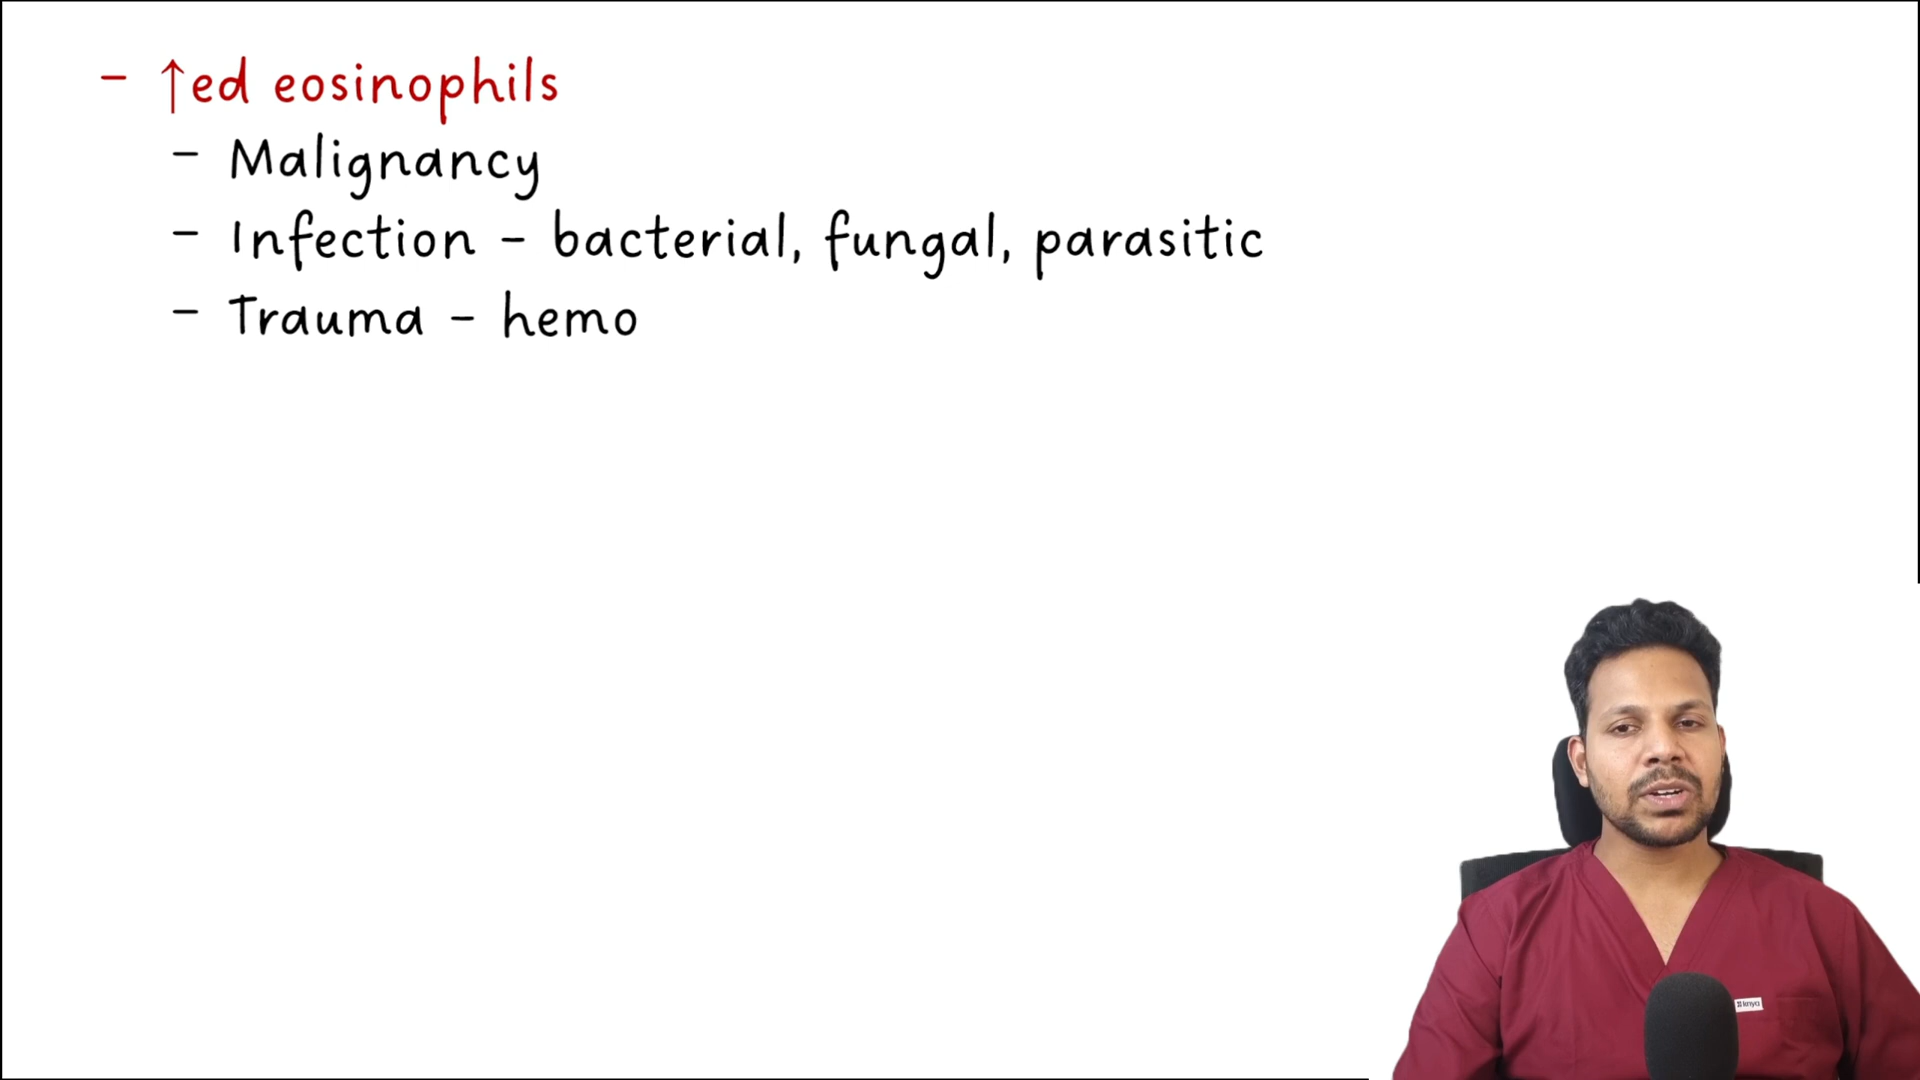 - ↑ed eosinophils
- Malignancy
- Infection - bacterial, fungal, parasitic
- Trauma - hemo